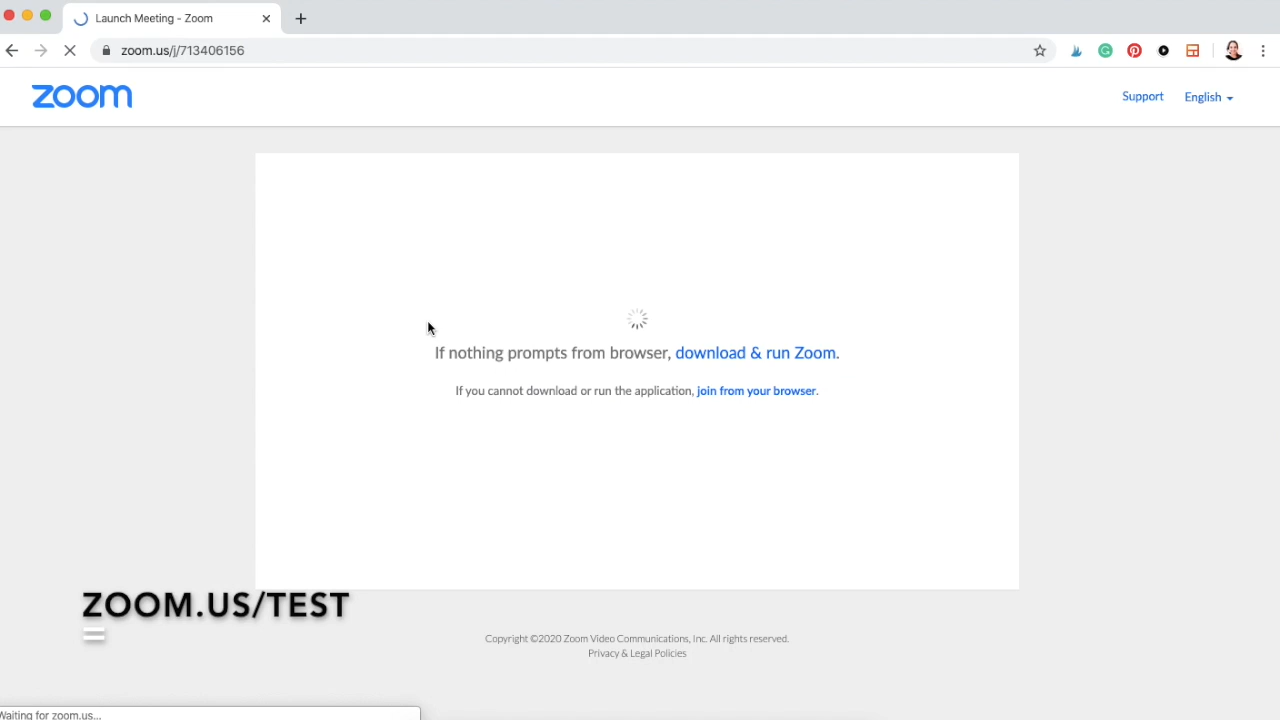 Launch Meeting - Zoom
zoom.us/j/713406156
zoom
Support
English
If nothing prompts from browser, download & run Zoom.
If you cannot download or run the application, join from your browser.
ZOOM.US/TEST
=
Copyright ©2020 Zoom Video Communications, Inc. All rights reserved.
Privacy & Legal Policies
Waiting for zoom.us...